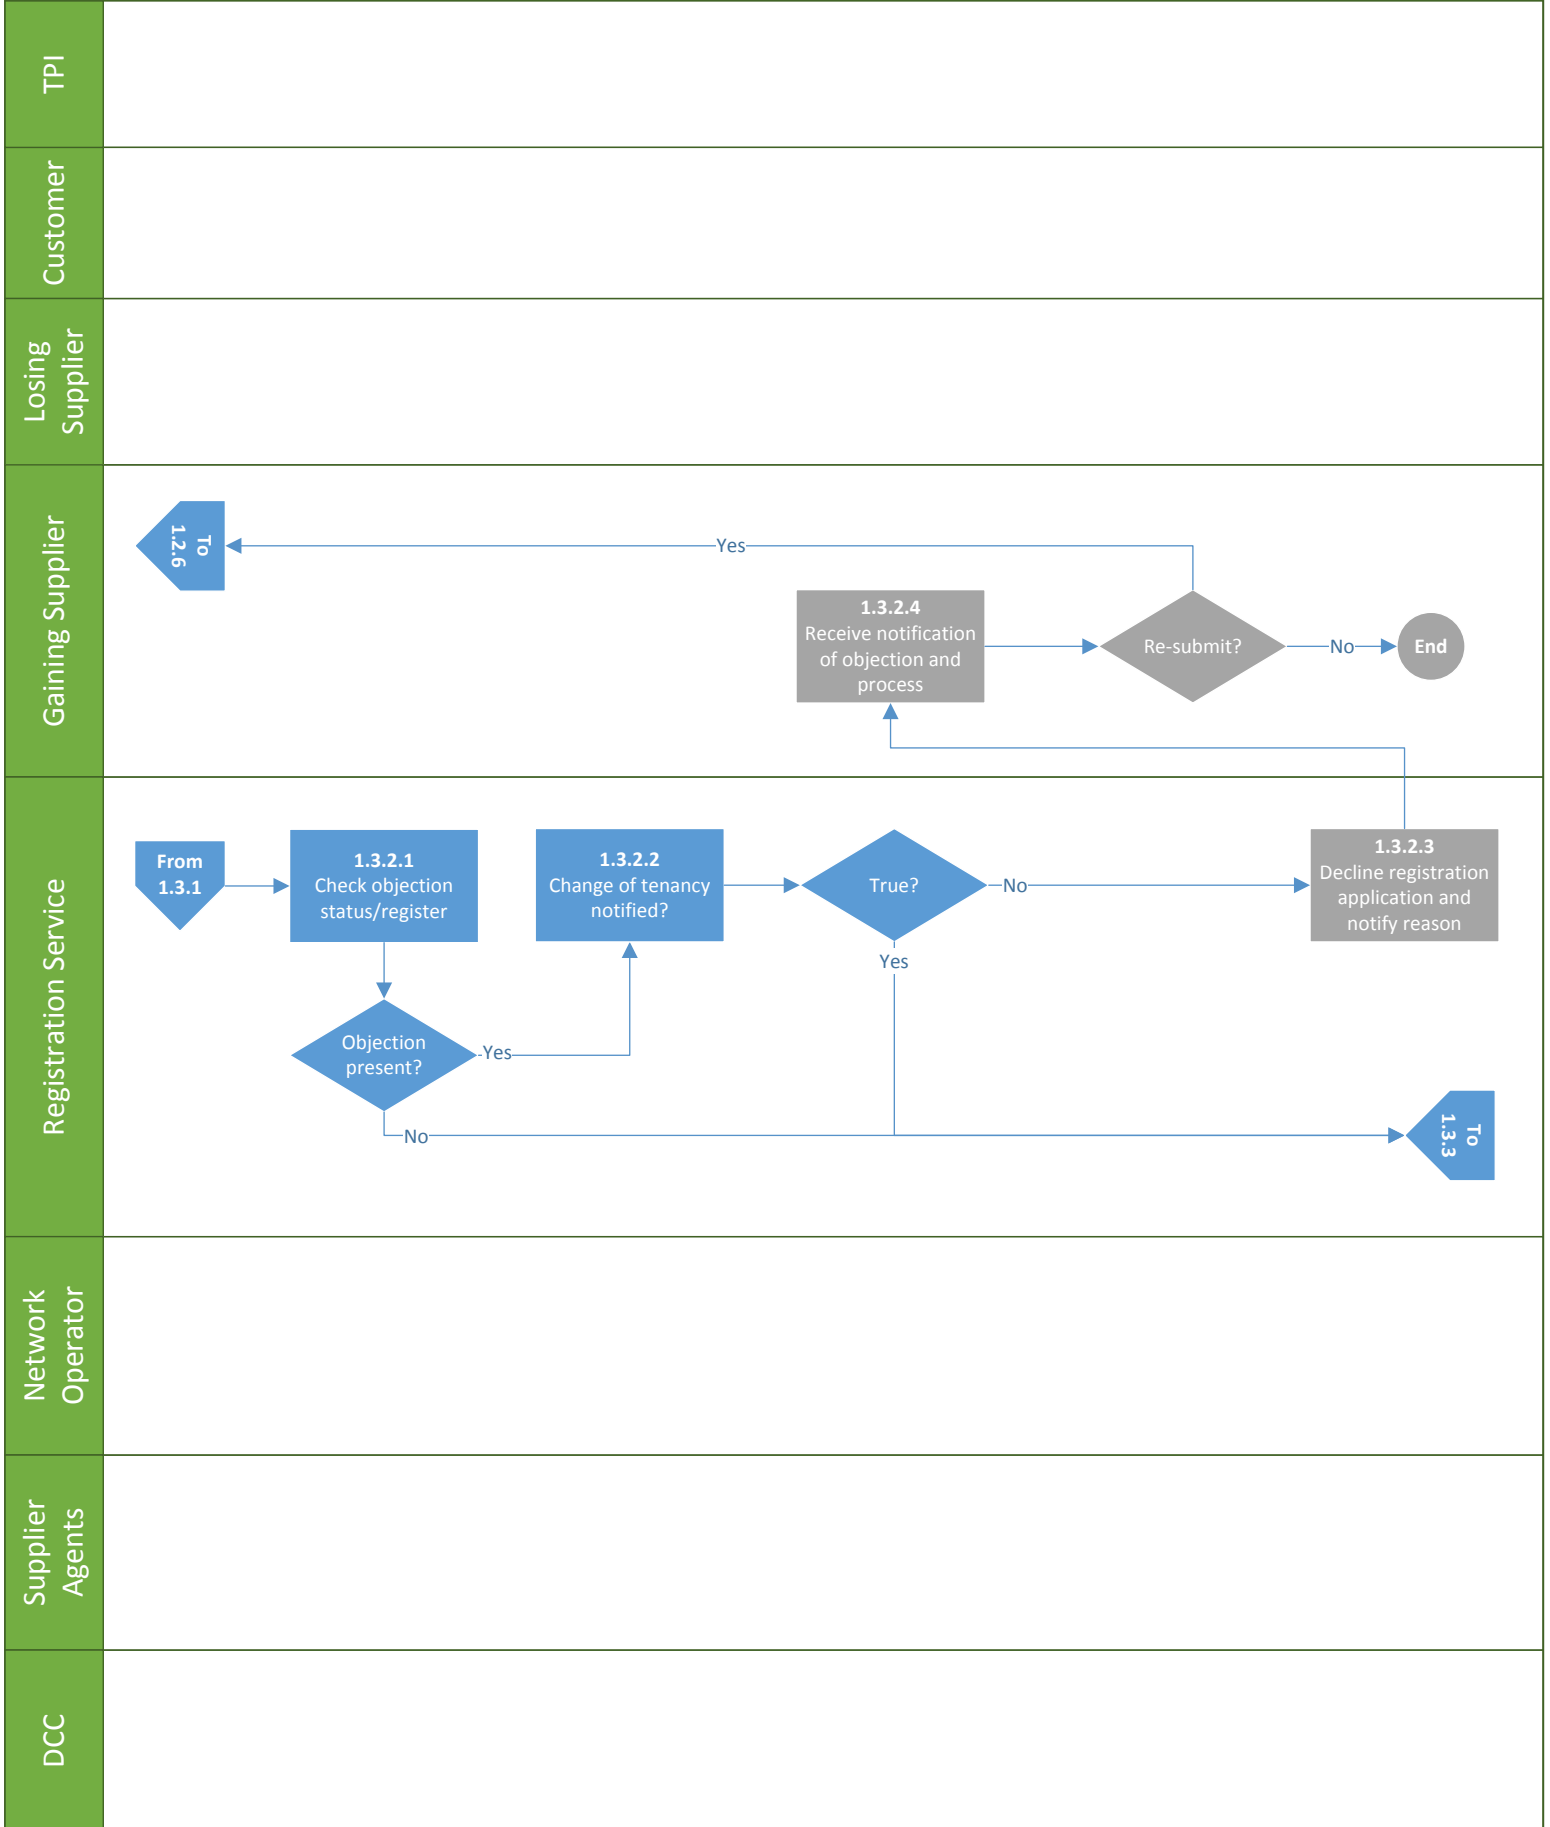 TPI
Customer
Losing
Supplier
Gaining Supplier
To
1.2.6
Yes
1.3.2.4
Receive notification
of objection and
process
Re-submit?
No
End
Registration Service
From
1.3.1
1.3.2.1
Check objection
status/register
1.3.2.2
Change of tenancy
notified?
True?
No
1.3.2.3
Decline registration
application and
notify reason
Yes
Objection
present?
Yes
No
To
1.3.3
Network
Operator
Supplier
Agents
DCC